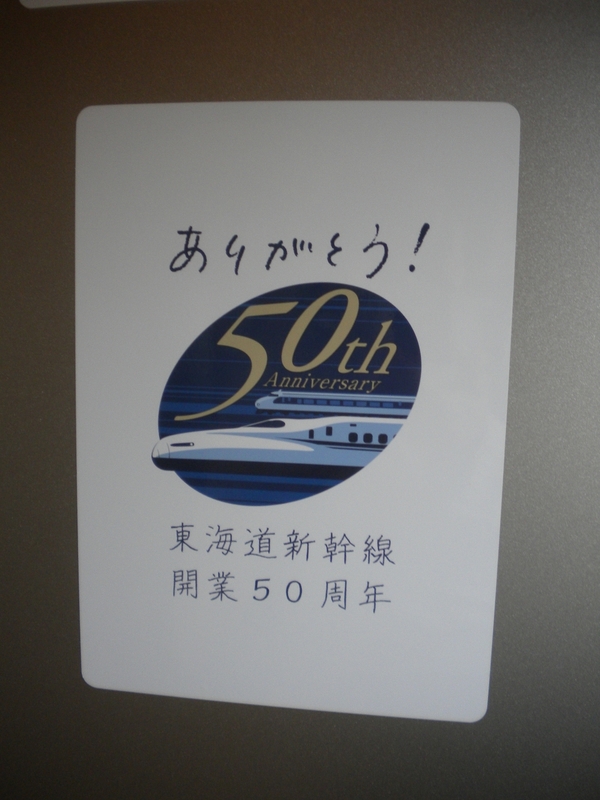 ありがとう!
50th
Anniversary
東海道新幹線
開業50周年